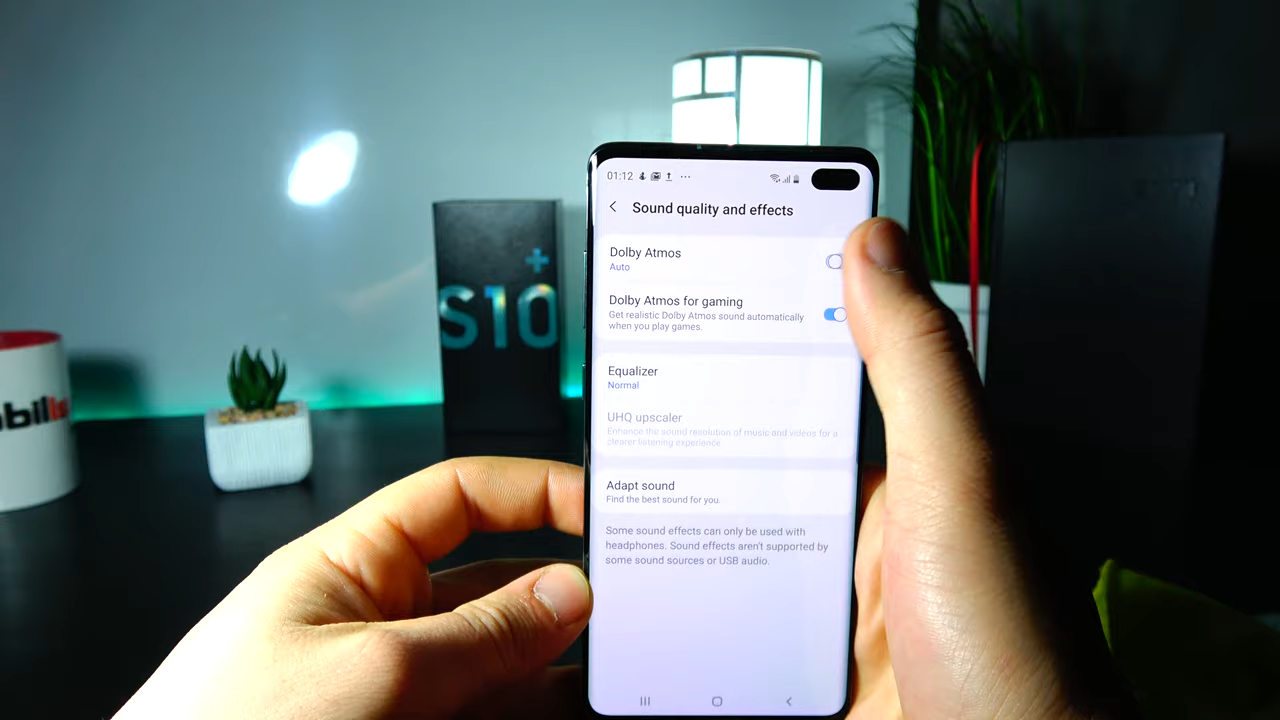 01:12
Sound quality and effects
Dolby Atmos
Auto
Dolby Atmos for gaming
Get realistic Dolby Atmos sound automatically
when you play games.
Equalizer
Normal
UHQ upscaler
Enhance the sound resolution of music and videos for a
clearer listening experience.
Adapt sound
Find the best sound for you.
Some sound effects can only be used with
headphones. Sound effects aren't supported by
some sound sources or USB audio.
S10+